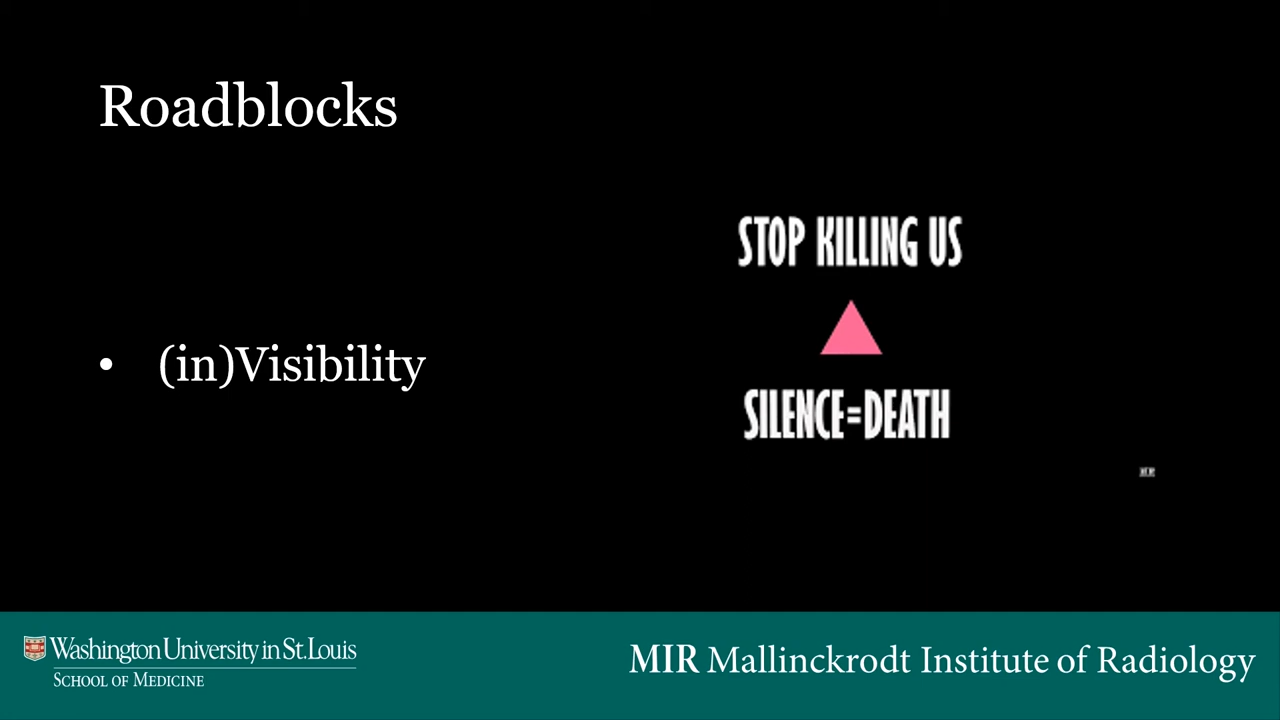 Roadblocks
• (in)Visibility
STOP KILLING US
SILENCE=DEATH
Washington University in St. Louis
SCHOOL OF MEDICINE
MIR Mallinckrodt Institute of Radiology